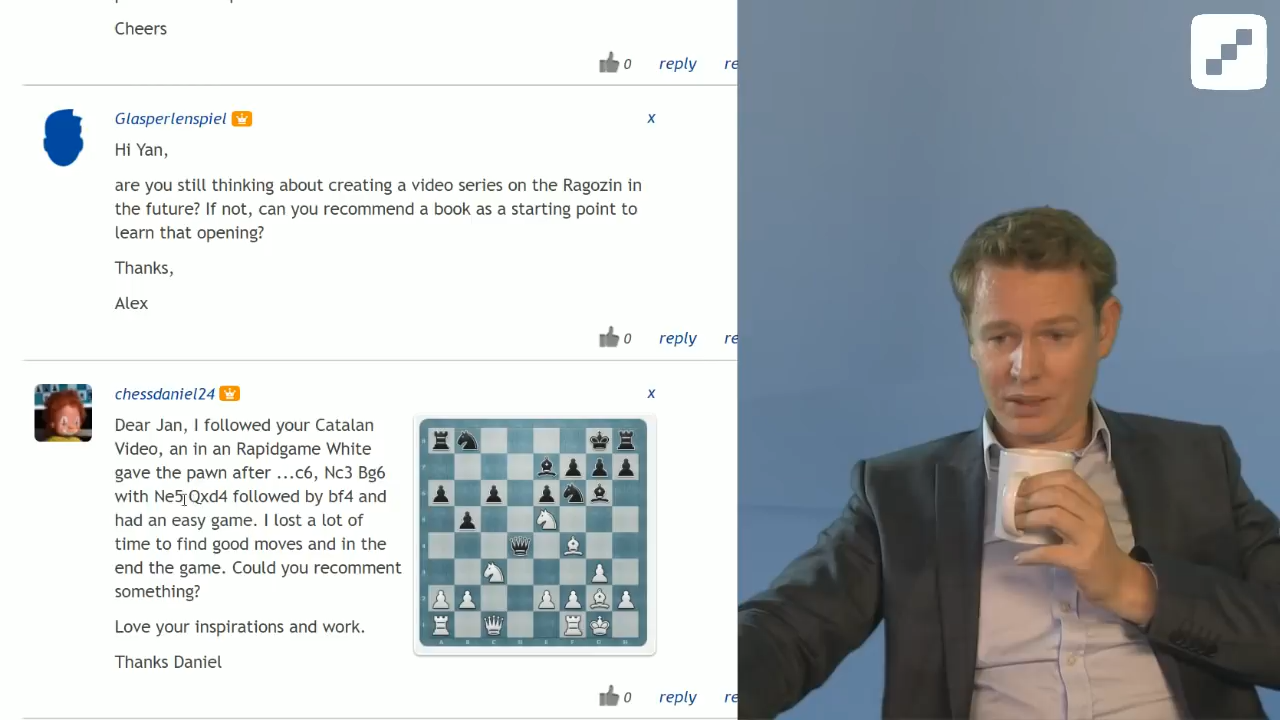 Cheers
0 reply re
Glasperlenspiel
x
Hi Yan,
are you still thinking about creating a video series on the Ragozin in
the future? If not, can you recommend a book as a starting point to
learn that opening?
Thanks,
Alex
0 reply re
chessdaniel24
x
Dear Jan, I followed your Catalan
Video, an in an Rapidgame White
gave the pawn after ...c6, Nc3 Bg6
with Ne5 Qxd4 followed by bf4 and
had an easy game. I lost a lot of
time to find good moves and in the
end the game. Could you recomment
something?
Love your inspirations and work.
Thanks Daniel
0 reply re